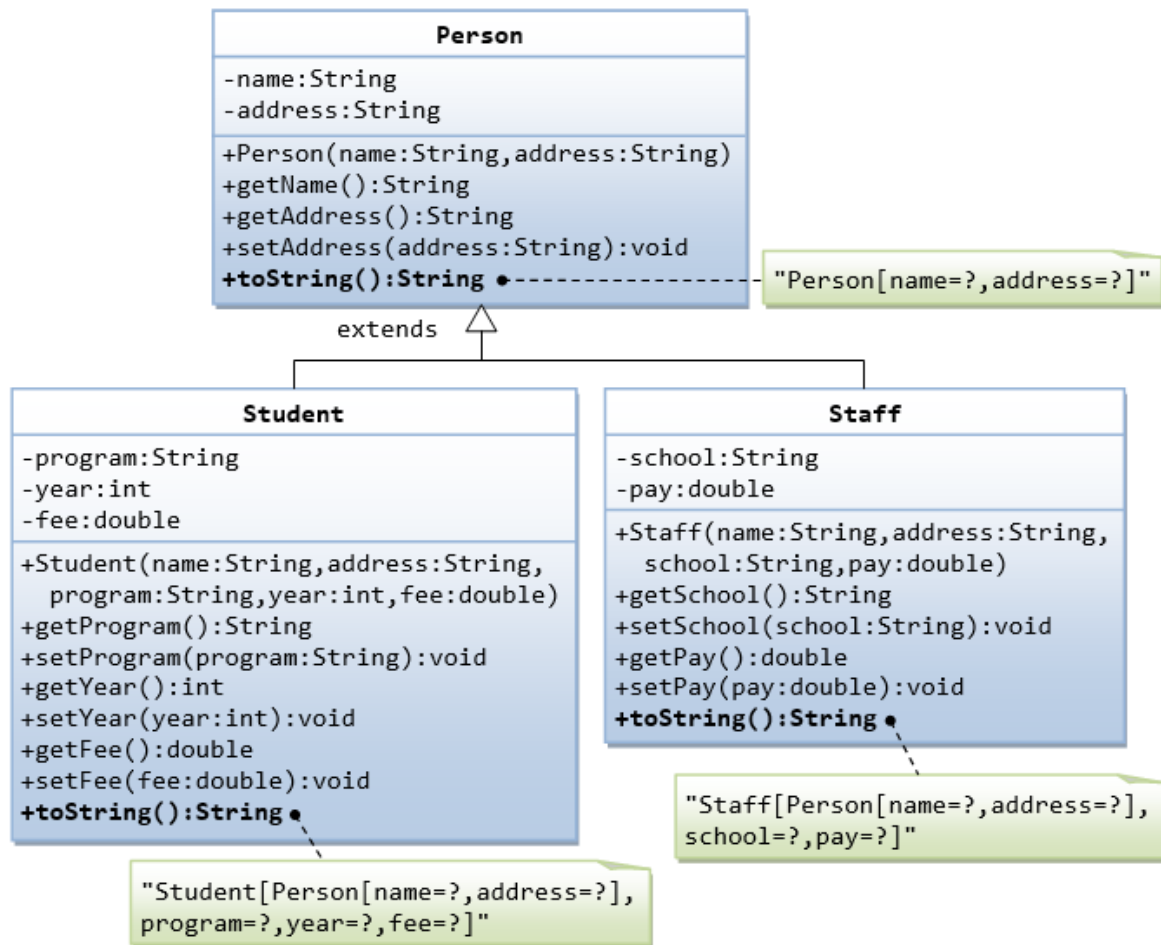 Person
-name:String
-address:String
+Person(name:String,address:String)
+getName():String
+getAddress():String
+setAddress(address:String):void
+toString():String
"Person[name=?,address=?]"
extends
Student
-program:String
-year:int
-fee:double
+Student(name:String,address:String,
program:String,year:int,fee:double)
+getProgram():String
+setProgram(program:String):void
+getYear():int
+setYear(year:int):void
+getFee():double
+setFee(fee:double):void
+toString():String
"Student[Person[name=?,address=?],
program=?,year=?,fee=?]"
Staff
-school:String
-pay:double
+Staff(name:String,address:String,
school:String,pay:double)
+getSchool():String
+setSchool(school:String):void
+getPay():double
+setPay(pay:double):void
+toString():String
"Staff[Person[name=?,address=?],
school=?,pay=?]"